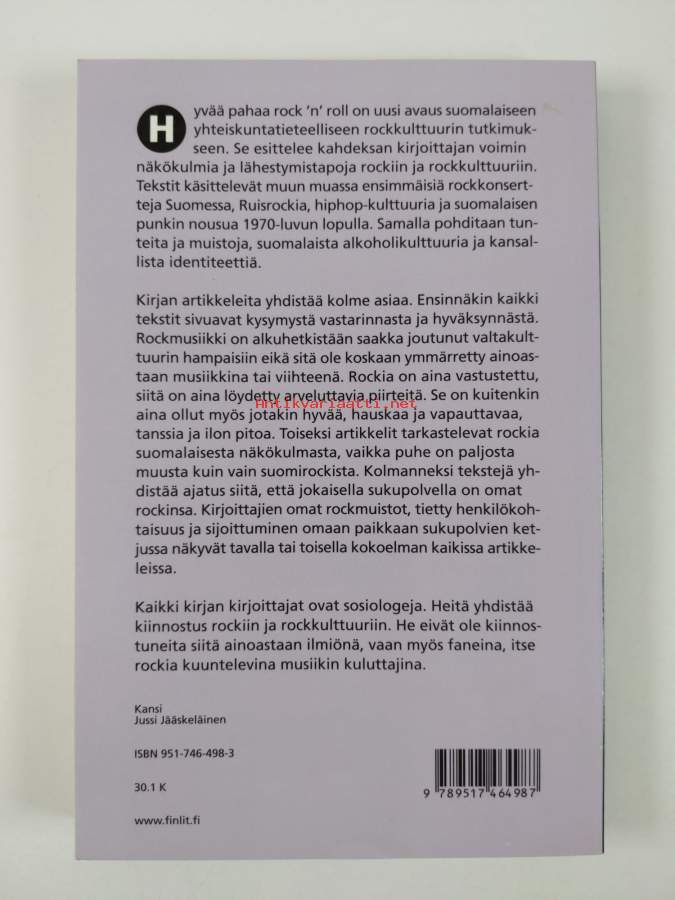 Hyvää pahaa rock 'n' roll on uusi avaus suomalaiseen
yhteiskuntatieteelliseen rockkulttuurin tutkimuk-
seen. Se esittelee kahdeksan kirjoittajan voimin
näkökulmia ja lähestymistapoja rockiin ja rockkulttuuriin.
Tekstit käsittelevät muun muassa ensimmäisiä rockkonsert-
teja Suomessa, Ruisrockia, hiphop-kulttuuria ja suomalaisen
punkin nousua 1970-luvun lopulla. Samalla pohditaan tun-
teita ja muistoja, suomalaista alkoholikulttuuria ja kansal-
lista identiteettiä.
Kirjan artikkeleita yhdistää kolme asiaa. Ensinnäkin kaikki
tekstit sivuavat kysymystä vastarinnasta ja hyväksynnästä.
Rockmusiikki on alkuhetkistään saakka joutunut valtakult-
tuurin hampaisiin eikä sitä ole koskaan ymmärretty ainoas-
taan musiikkina tai viihteenä. Rockia on aina vastustettu,
siitä on aina löydetty arveluttavia piirteitä. Se on kuitenkin
Antikvariaatti.net
aina ollut myös jotakin hyvää, hauskaa ja vapauttavaa,
tanssia ja ilon pitoa. Toiseksi artikkelit tarkastelevat rockia
suomalaisesta näkökulmasta, vaikka puhe on paljosta
muusta kuin vain suomirockista. Kolmanneksi tekstejä yh-
distää ajatus siitä, että jokaisella sukupolvella on omat
rockinsa. Kirjoittajien omat rockmuistot, tietty henkilökoh-
taisuus ja sijoittuminen omaan paikkaan sukupolvien ket-
jussa näkyvät tavalla tai toisella kokoelman kaikissa artikke-
leissa.
Kaikki kirjan kirjoittajat ovat sosiologeja. Heitä yhdistää
kiinnostus rockiin ja rockkulttuuriin. He eivät ole kiinnos-
tuneita siitä ainoastaan ilmiönä, vaan myös faneina, itse
rockia kuuntelevina musiikin kuluttajina.
Kansi
Jussi Jääskeläinen
ISBN 951-746-498-3
30.1 K
www.finlit.fi
9 789517 464987